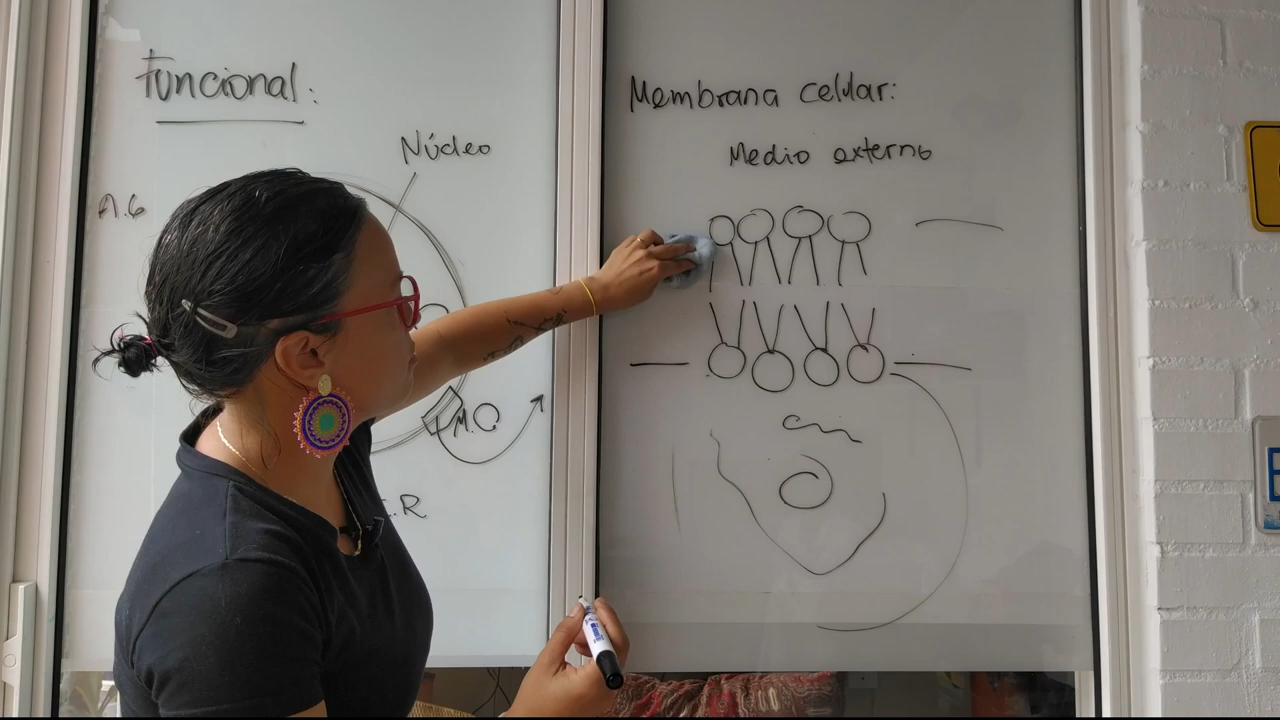 Funcional:
Núcleo
A.G
M.O
.R
Membrana celular:
Medio externo